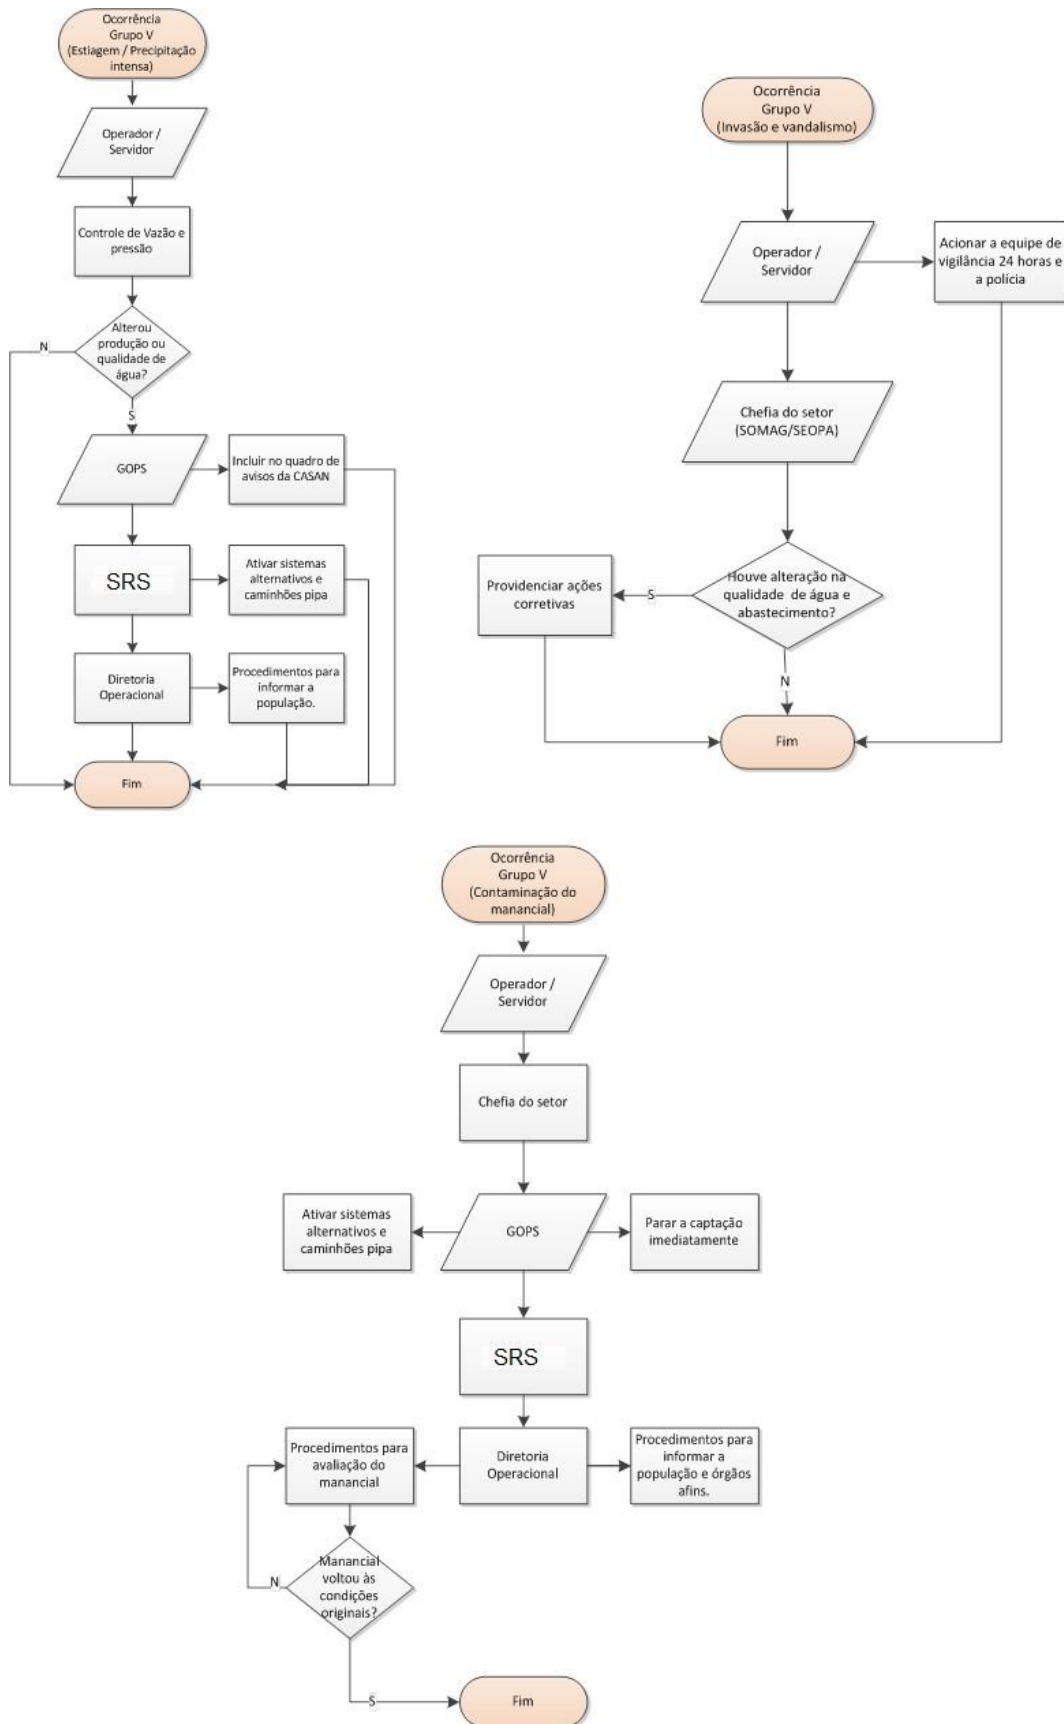 Ocorrência
Grupo V
(Estiagem / Precipitação
intensa)
Operador /
Servidor
Controle de Vazão e
pressão
Alterou
produção ou
qualidade de
água?
N
S
GOPS
Incluir no quadro de
avisos da CASAN
SRS
Ativar sistemas
alternativos e
caminhões pipa
Diretoria
Operacional
Procedimentos para
informar a
população.
Fim
Ocorrência
Grupo V
(Invasão e vandalismo)
Operador /
Servidor
Acionar a equipe de
vigilância 24 horas e
a polícia
Chefia do setor
(SOMAG/SEOPA)
Houve alteração na
qualidade de água e
abastecimento?
S
Providenciar ações
corretivas
N
Fim
Ocorrência
Grupo V
(Contaminação do
manancial)
Operador /
Servidor
Chefia do setor
Ativar sistemas
alternativos e
caminhões pipa
GOPS
Parar a captação
imediatamente
SRS
Procedimentos para
avaliação do
manancial
Diretoria
Operacional
Procedimentos para
informar a
população e órgãos
afins.
Manancial
voltou às
condições
originais?
N
S
Fim